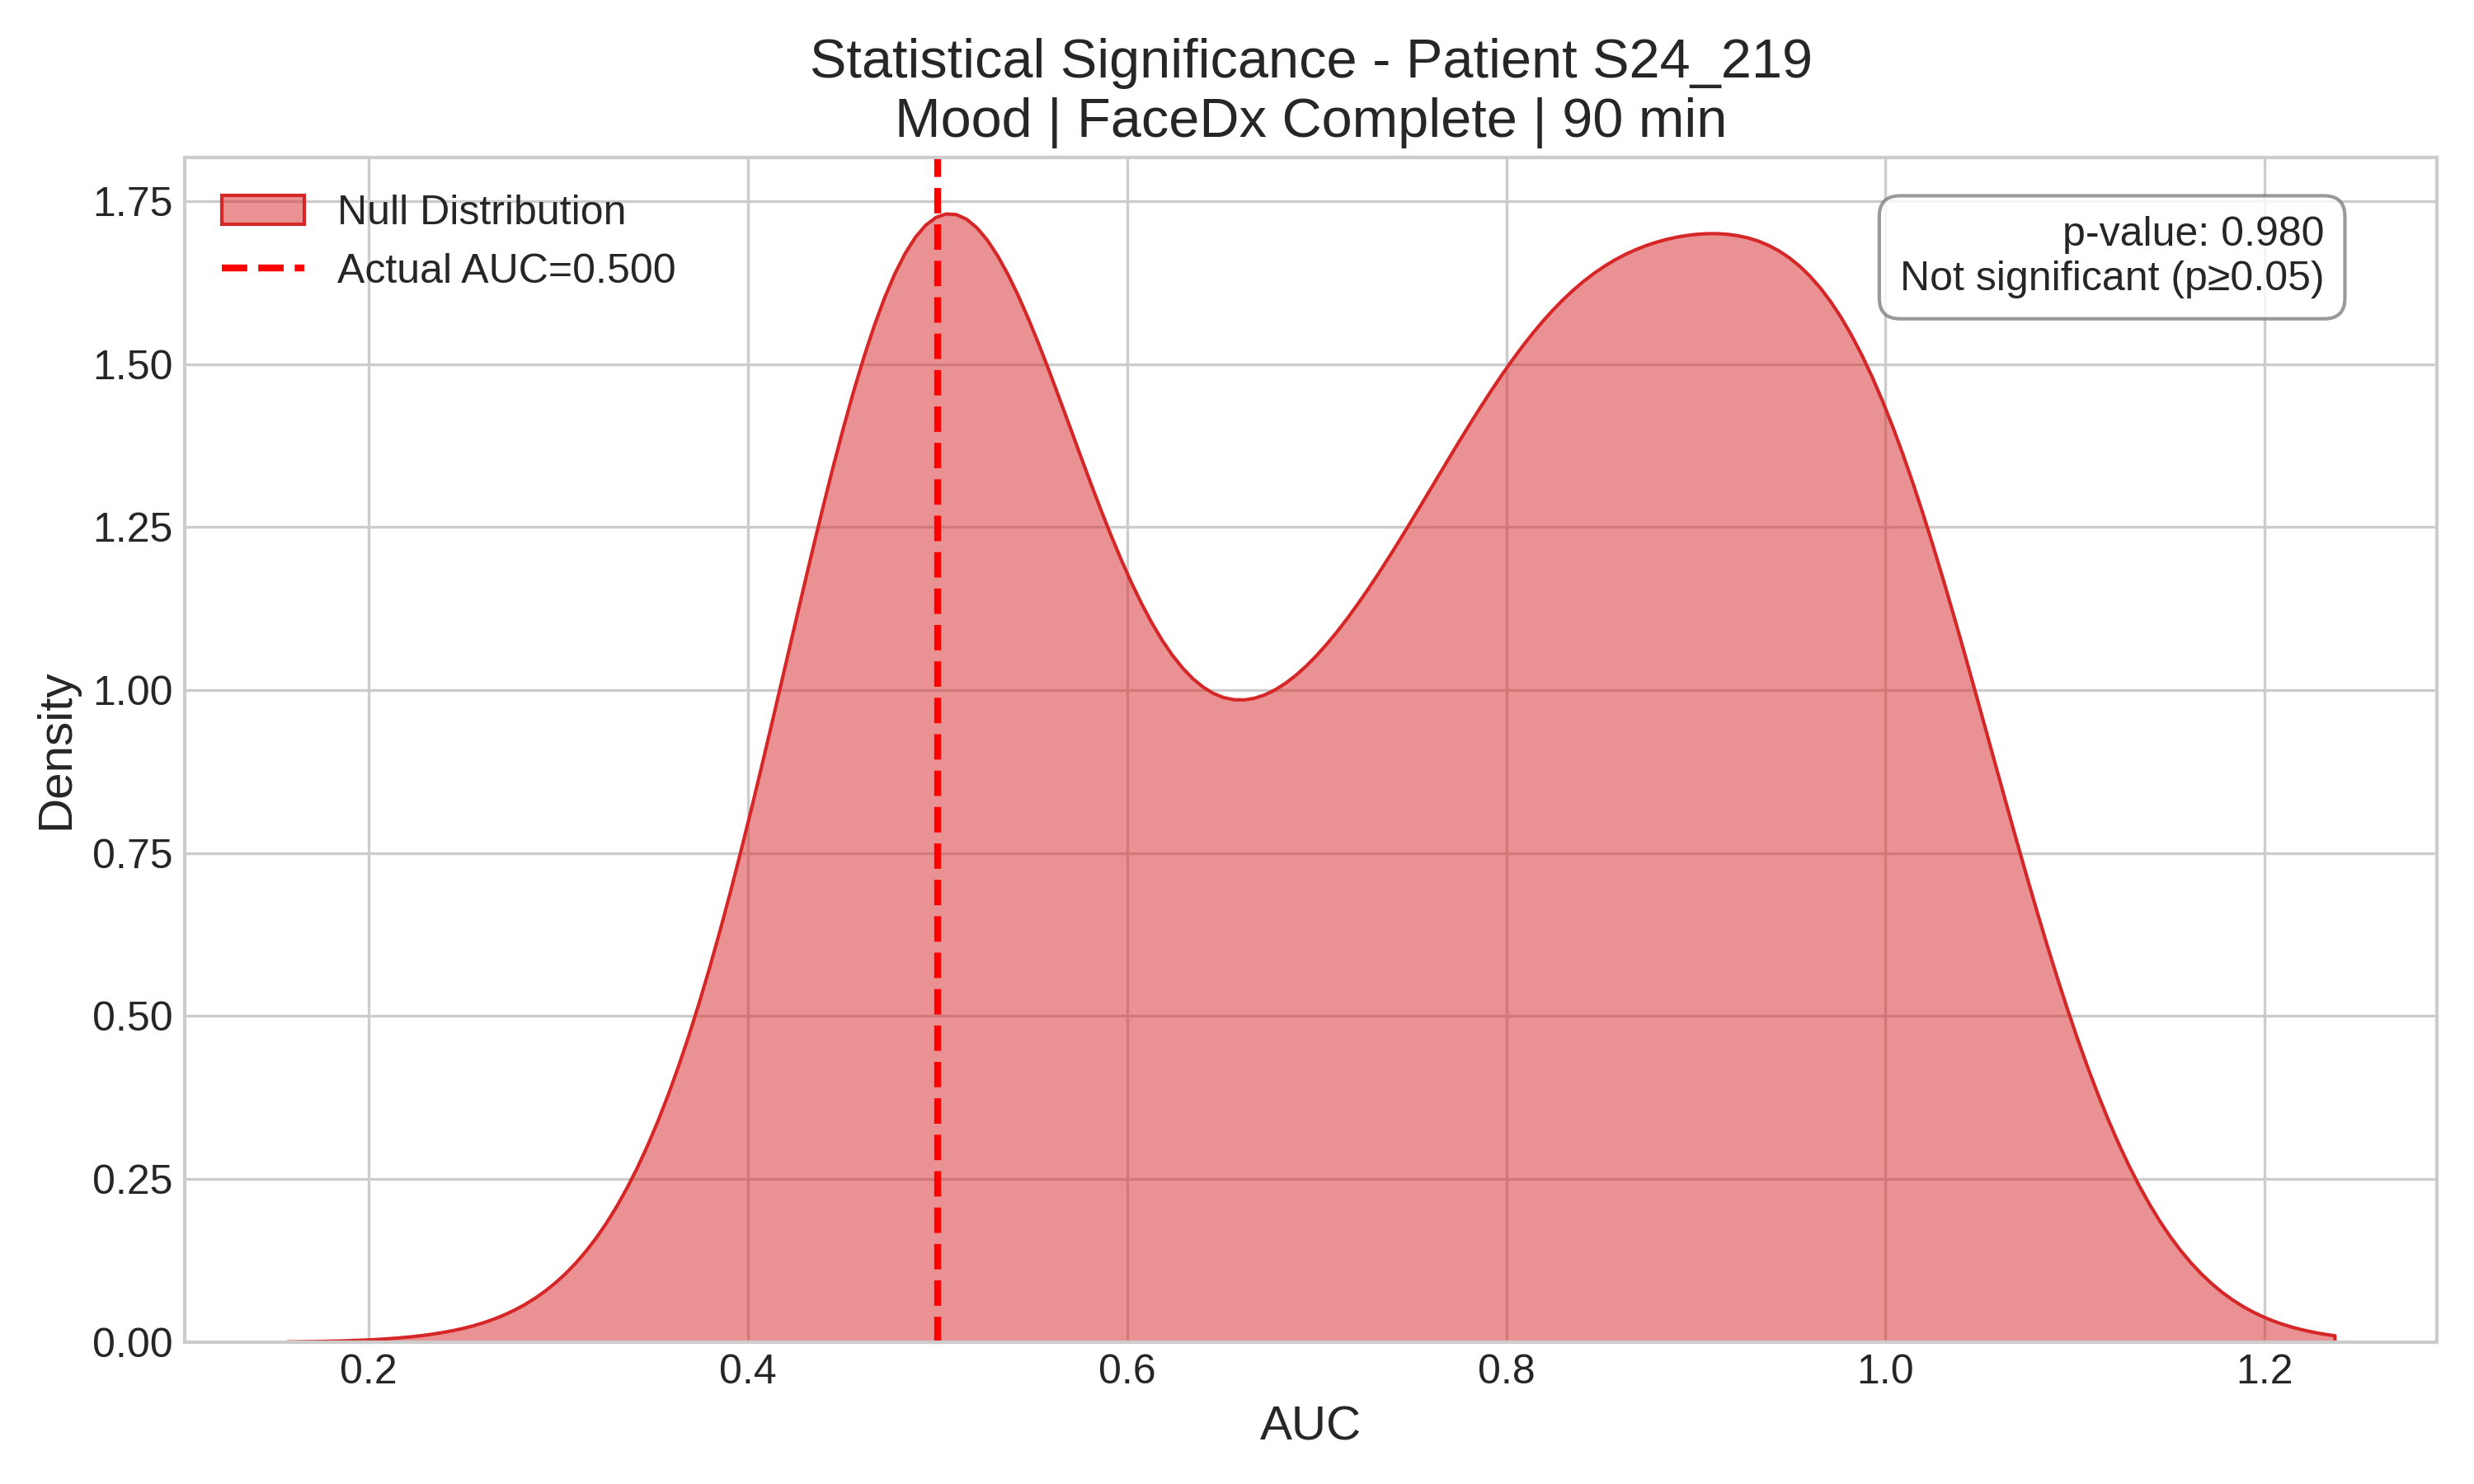 Statistical Significance - Patient S24_219
Mood | FaceDx Complete | 90 min
Null Distribution
Actual AUC=0.500
p-value: 0.980
Not significant (p≥0.05)
Density
1.75
1.50
1.25
1.00
0.75
0.50
0.25
0.00
0.2
0.4
0.6
0.8
1.0
1.2
AUC